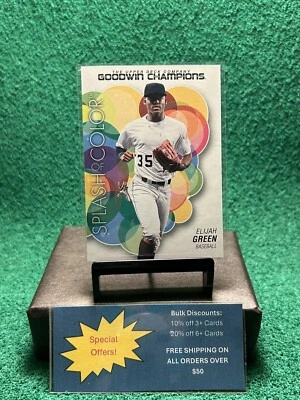 THE UPPER DECK COMPANY
GOODWIN CHAMPIONS
SPLASH OF COLOR
35
ELIJAH
GREEN
BASEBALL
Special
Offers!
Bulk Discounts:
10% off 3+ Cards
20% off 6+ Cards
FREE SHIPPING ON
ALL ORDERS OVER
$50